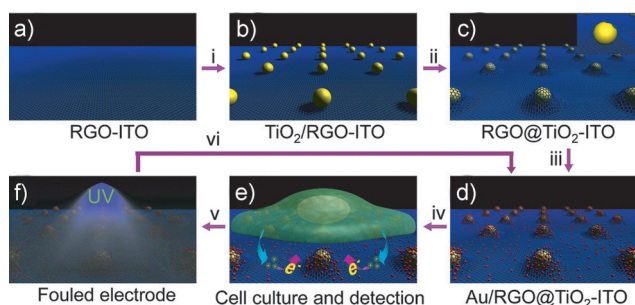 a)
b)
c)
i
ii
RGO-ITO
TiO₂/RGO-ITO
RGO@TiO₂-ITO
vi
iii
f)
UV
e)
d)
v
iv
e⁻
e⁻
Fouled electrode
Cell culture and detection
Au/RGO@TiO₂-ITO